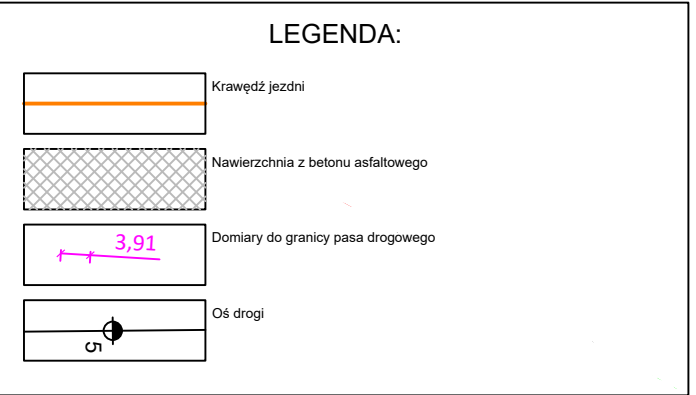 LEGENDA:
Krawędź jezdni
Nawierzchnia z betonu asfaltowego
3,91
Domiary do granicy pasa drogowego
Oś drogi
5